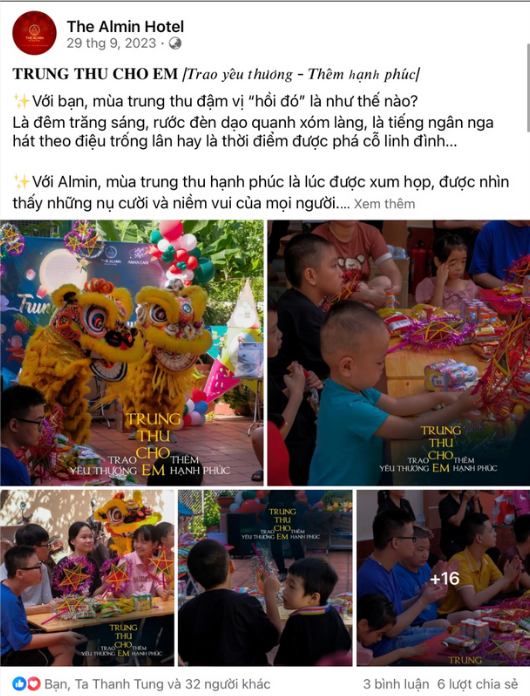 The Almin Hotel
29 thg 9, 2023 ·
TRUNG THU CHO EM [Trao yêu thương - Thêm hạnh phúc]
✨Với bạn, mùa trung thu đậm vị “hồi đó” là như thế nào?
Là đêm trăng sáng, rước đèn dạo quanh xóm làng, là tiếng ngân nga
hát theo điệu trống lân hay là thời điểm được phá cỗ linh đình...
✨Với Almin, mùa trung thu hạnh phúc là lúc được xum họp, được nhìn
thấy những nụ cười và niềm vui của mọi người.... Xem thêm
THE ALMIN
TRUNG
THU
CHO
EM
TRAO THÊM
YÊU THƯƠNG HẠNH PHÚC
TRUNG
THU
CHO
EM
TRAO THÊM
YÊU THƯƠNG HẠNH PHÚC
TRUNG
THU
CHO
EM
TRAO THÊM
YÊU THƯƠNG HẠNH PHÚC
TRUNG
THU
CHO
EM
TRAO THÊM
YÊU THƯƠNG HẠNH PHÚC
+16
TRUNG
Bạn, Ta Thanh Tung và 32 người khác
3 bình luận 6 lượt chia sẻ